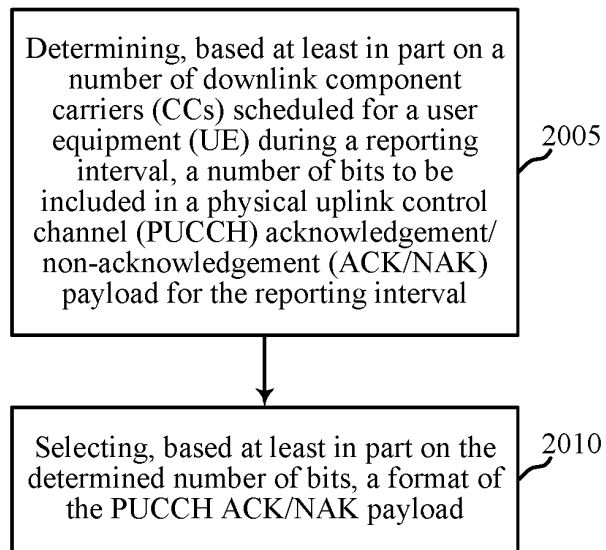 Determining, based at least in part on a
number of downlink component
carriers (CCs) scheduled for a user
equipment (UE) during a reporting
interval, a number of bits to be
included in a physical uplink control
channel (PUCCH) acknowledgement/
non-acknowledgement (ACK/NAK)
payload for the reporting interval
2005
Selecting, based at least in part on the
determined number of bits, a format of
the PUCCH ACK/NAK payload
2010